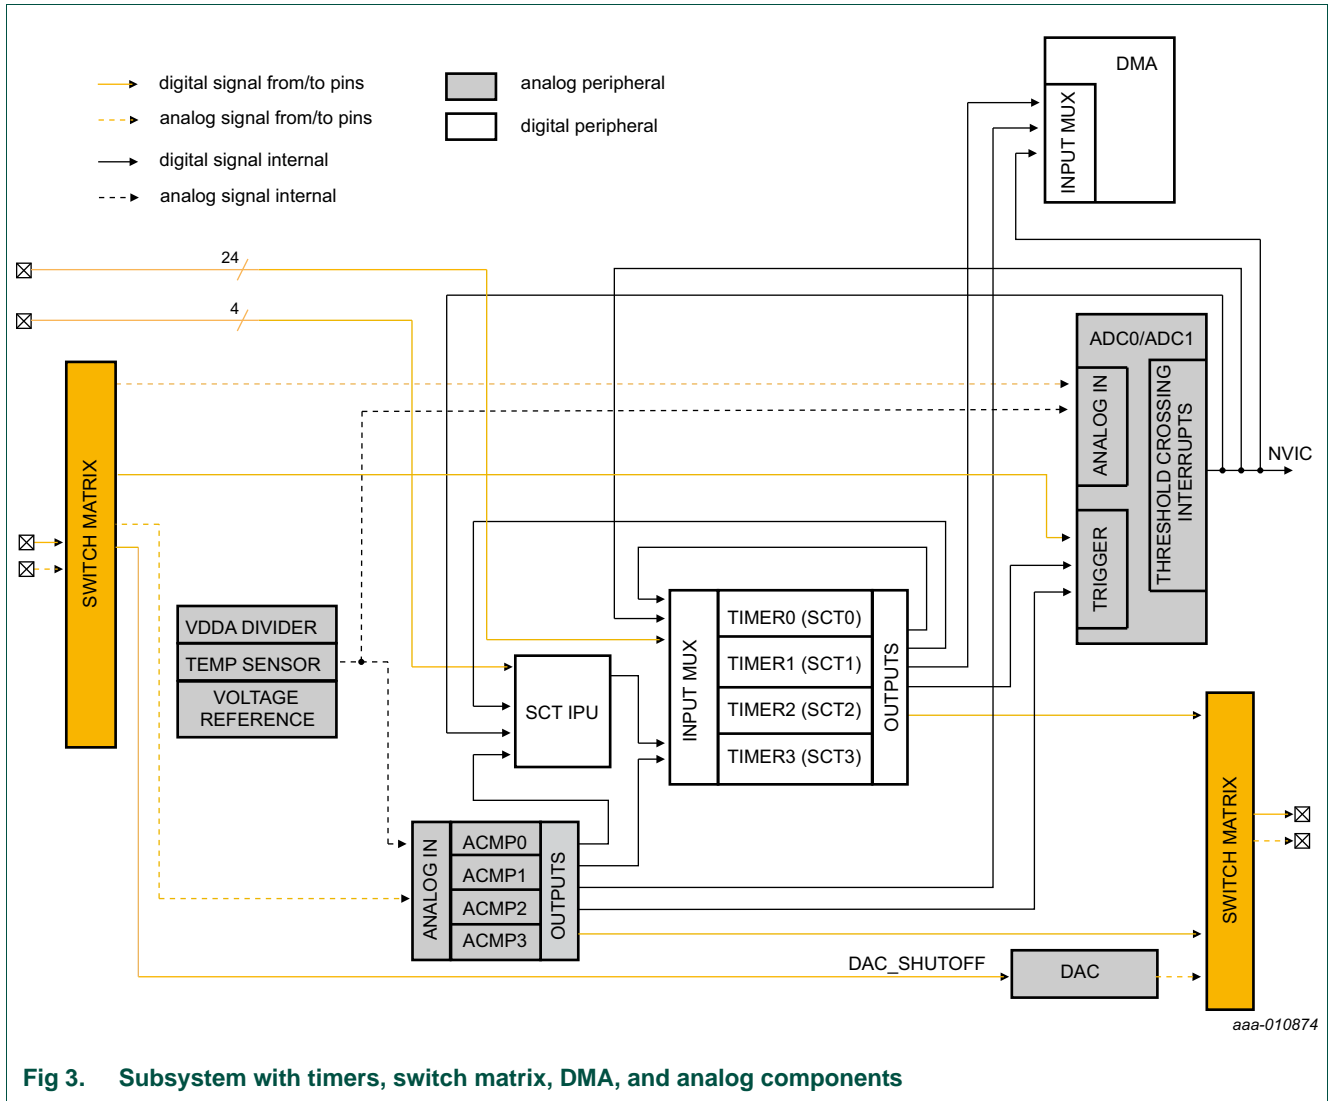 digital signal from/to pins
analog signal from/to pins
digital signal internal
analog signal internal
analog peripheral
digital peripheral
DMA
INPUT MUX
24
4
ADC0/ADC1
ANALOG IN
THRESHOLD CROSSING
INTERRUPTS
TRIGGER
NVIC
SWITCH MATRIX
VDDA DIVIDER
TEMP SENSOR
VOLTAGE
REFERENCE
SCT IPU
INPUT MUX
TIMER0 (SCT0)
TIMER1 (SCT1)
TIMER2 (SCT2)
TIMER3 (SCT3)
OUTPUTS
ANALOG IN
ACMP0
ACMP1
ACMP2
ACMP3
OUTPUTS
SWITCH MATRIX
DAC_SHUTOFF
DAC
aaa-010874
Fig 3. Subsystem with timers, switch matrix, DMA, and analog components